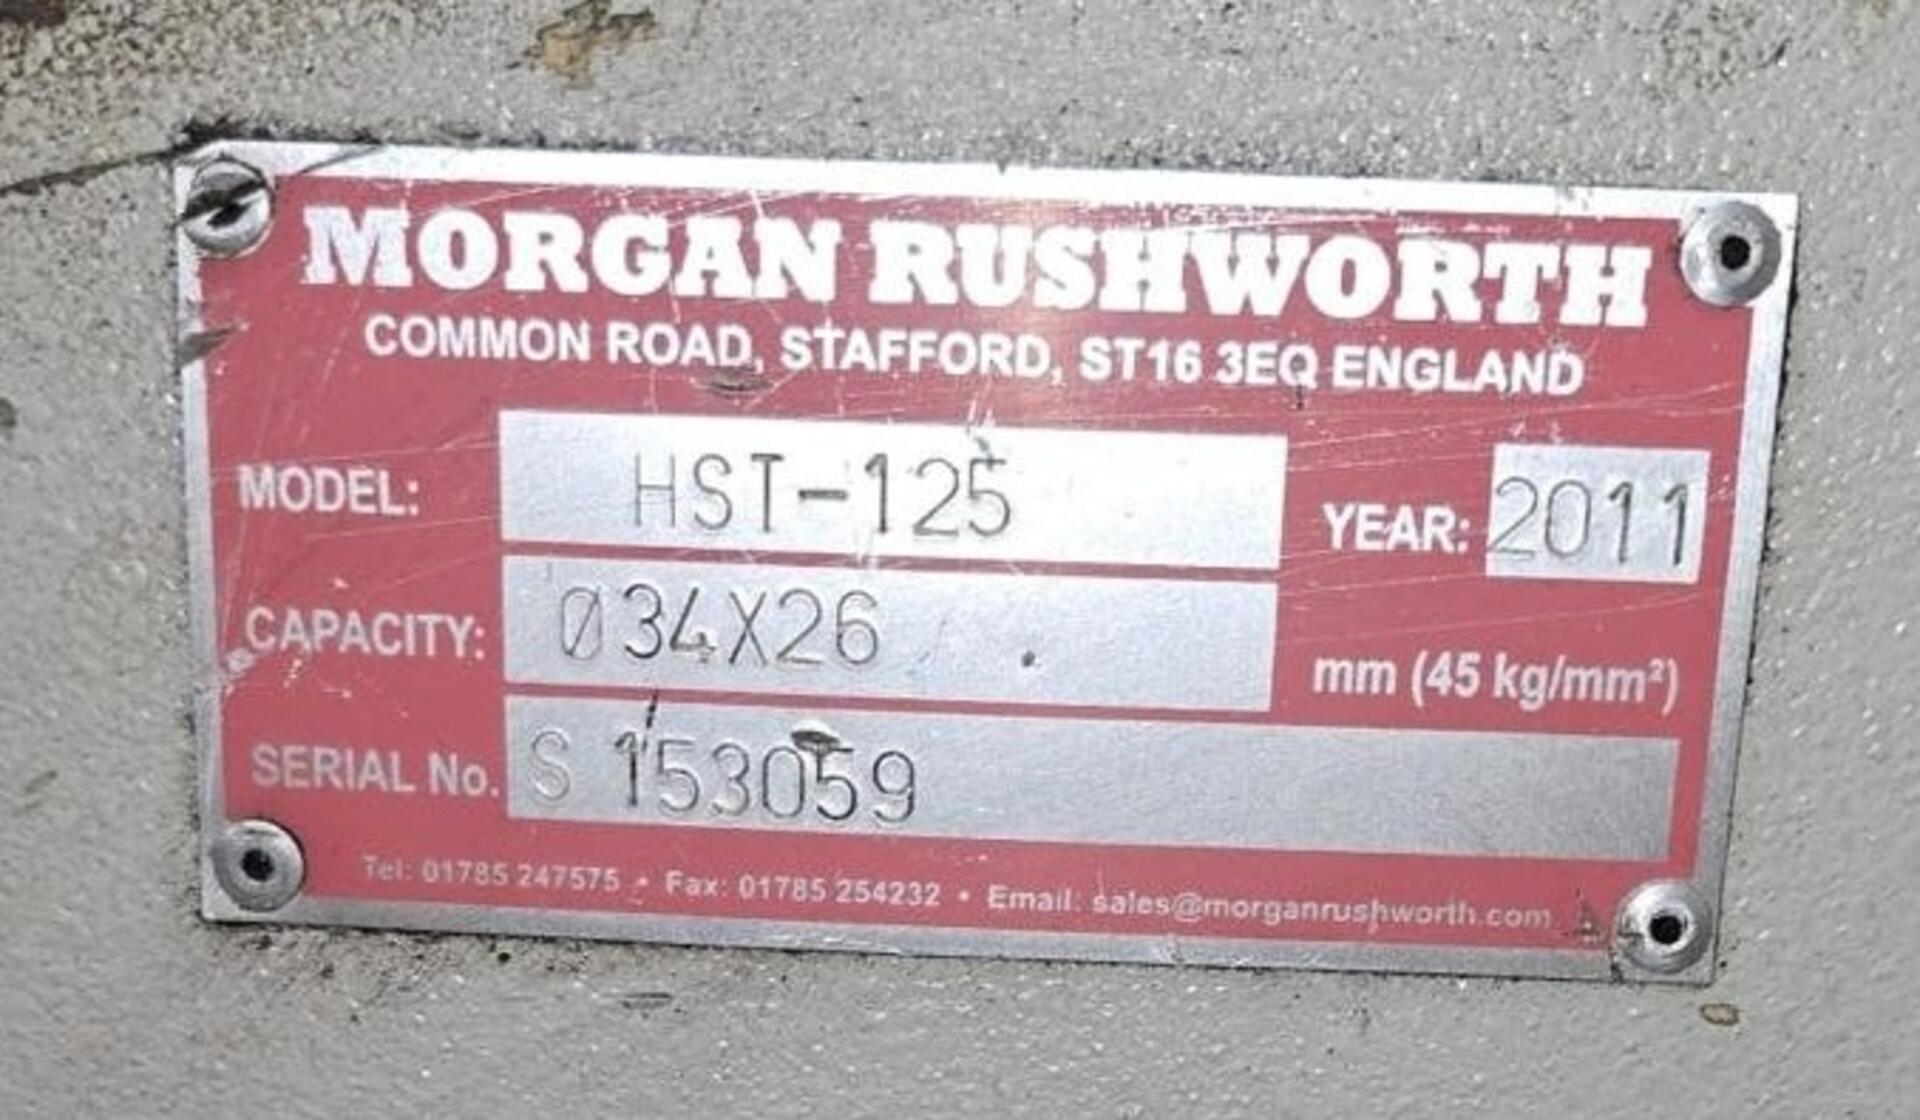 MORGAN RUSHWORTH
COMMON ROAD, STAFFORD, ST16 3EQ ENGLAND
MODEL: HST-125 YEAR: 2011
CAPACITY: Ø34X26 mm (45 kg/mm²)
SERIAL No. S 153059
Tel: 01785 247575 • Fax: 01785 254232 • Email: sales@morganrushworth.com